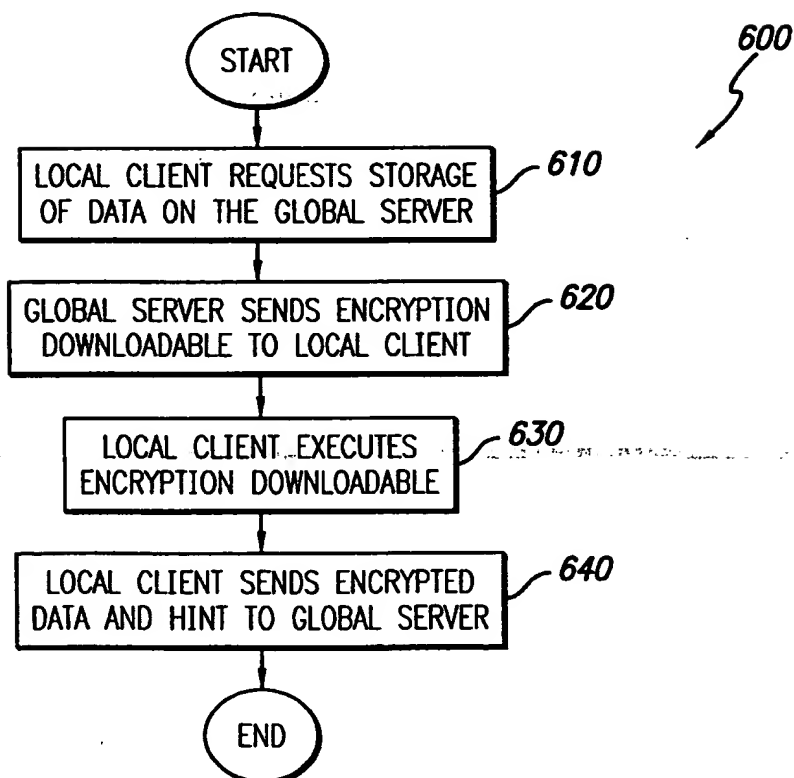 START
600
LOCAL CLIENT REQUESTS STORAGE
OF DATA ON THE GLOBAL SERVER
610
GLOBAL SERVER SENDS ENCRYPTION
DOWNLOADABLE TO LOCAL CLIENT
620
LOCAL CLIENT EXECUTES
ENCRYPTION DOWNLOADABLE
630
LOCAL CLIENT SENDS ENCRYPTED
DATA AND HINT TO GLOBAL SERVER
640
END